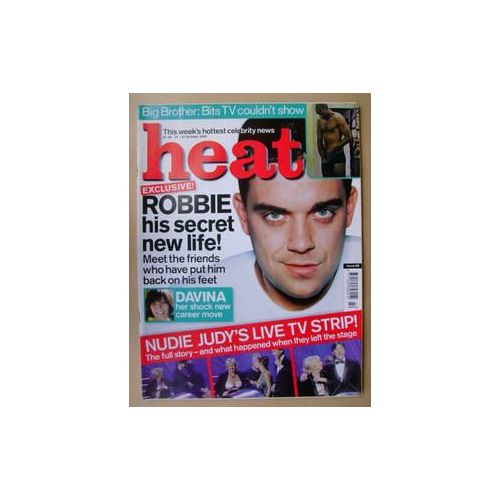 Big Brother: Bits TV couldn't show
This week's hottest celebrity news
heat
EXCLUSIVE!
ROBBIE
his secret
new life!
Meet the friends
who have put him
back on his feet
DAVINA
her shock new
career move
NUDIE JUDY'S LIVE TV STRIP!
The full story – and what happened when they left the stage